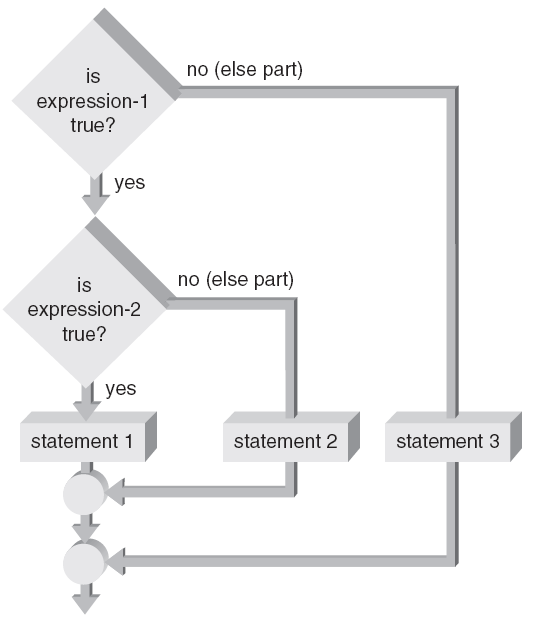 is
expression-1
true?
no (else part)
yes
is
expression-2
true?
no (else part)
yes
statement 1
statement 2
statement 3